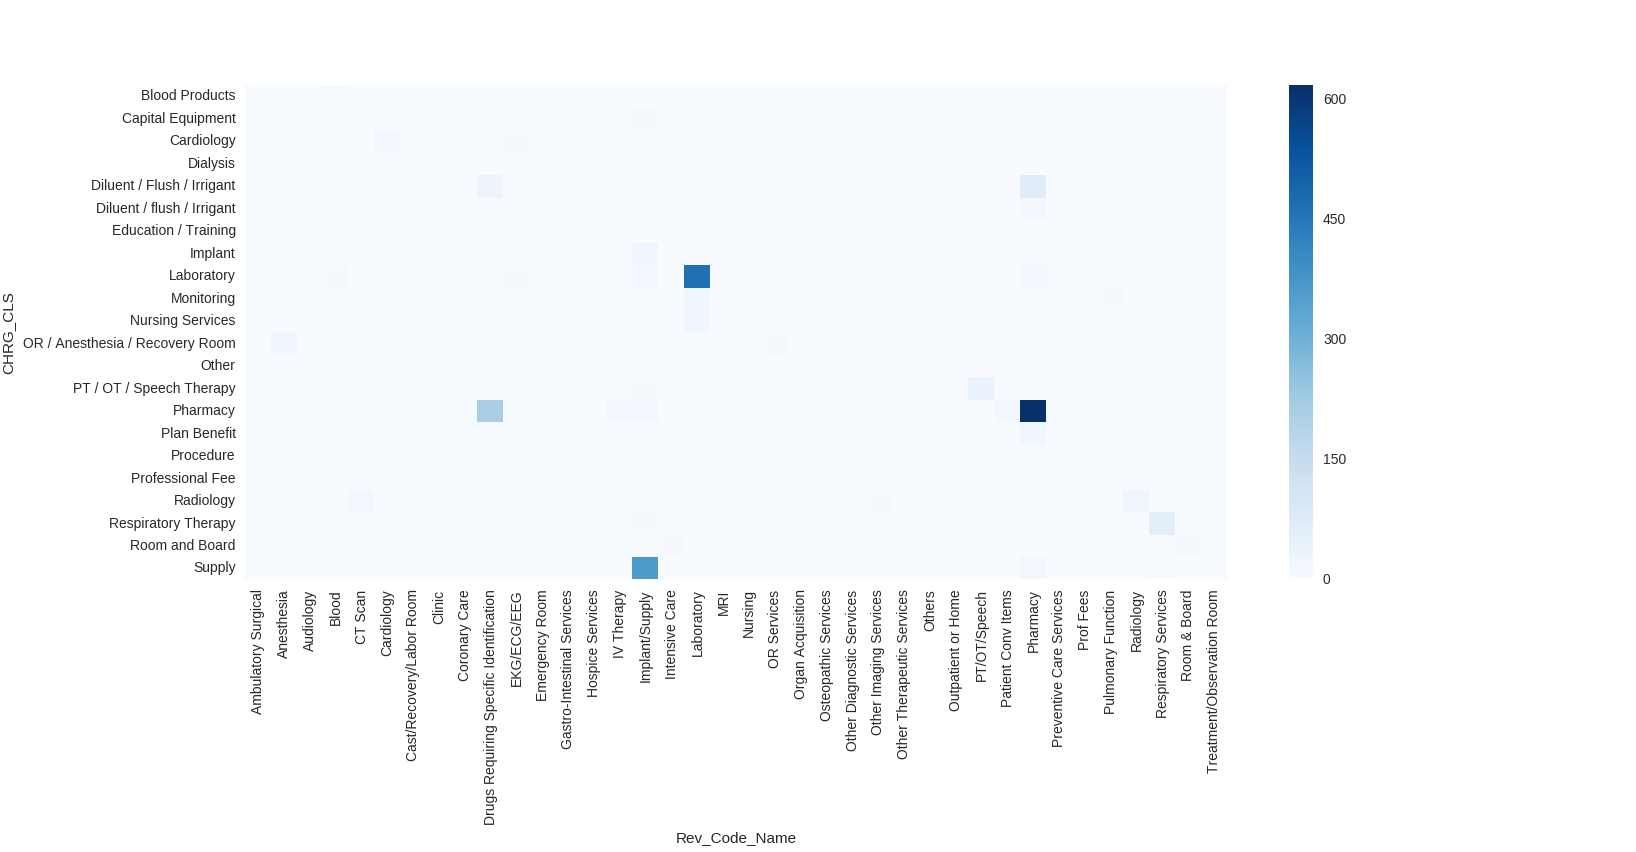 Blood Products
Capital Equipment
Cardiology
Dialysis
Diluent / Flush / Irrigant
Diluent / flush / Irrigant
Education / Training
Implant
Laboratory
Monitoring
Nursing Services
OR / Anesthesia / Recovery Room
Other
PT / OT / Speech Therapy
Pharmacy
Plan Benefit
Procedure
Professional Fee
Radiology
Respiratory Therapy
Room and Board
Supply
CHRG_CLS
Ambulatory Surgical
Anesthesia
Audiology
Blood
CT Scan
Cardiology
Cast/Recovery/Labor Room
Clinic
Coronary Care
Drugs Requiring Specific Identification
EKG/ECG/EEG
Emergency Room
Gastro-Intestinal Services
Hospice Services
IV Therapy
Implant/Supply
Intensive Care
Laboratory
MRI
Nursing
OR Services
Organ Acquisition
Osteopathic Services
Other Diagnostic Services
Other Imaging Services
Other Therapeutic Services
Others
Outpatient or Home
PT/OT/Speech
Patient Conv Items
Pharmacy
Preventive Care Services
Prof Fees
Pulmonary Function
Radiology
Respiratory Services
Room & Board
Treatment/Observation Room
Rev_Code_Name
600
450
300
150
0